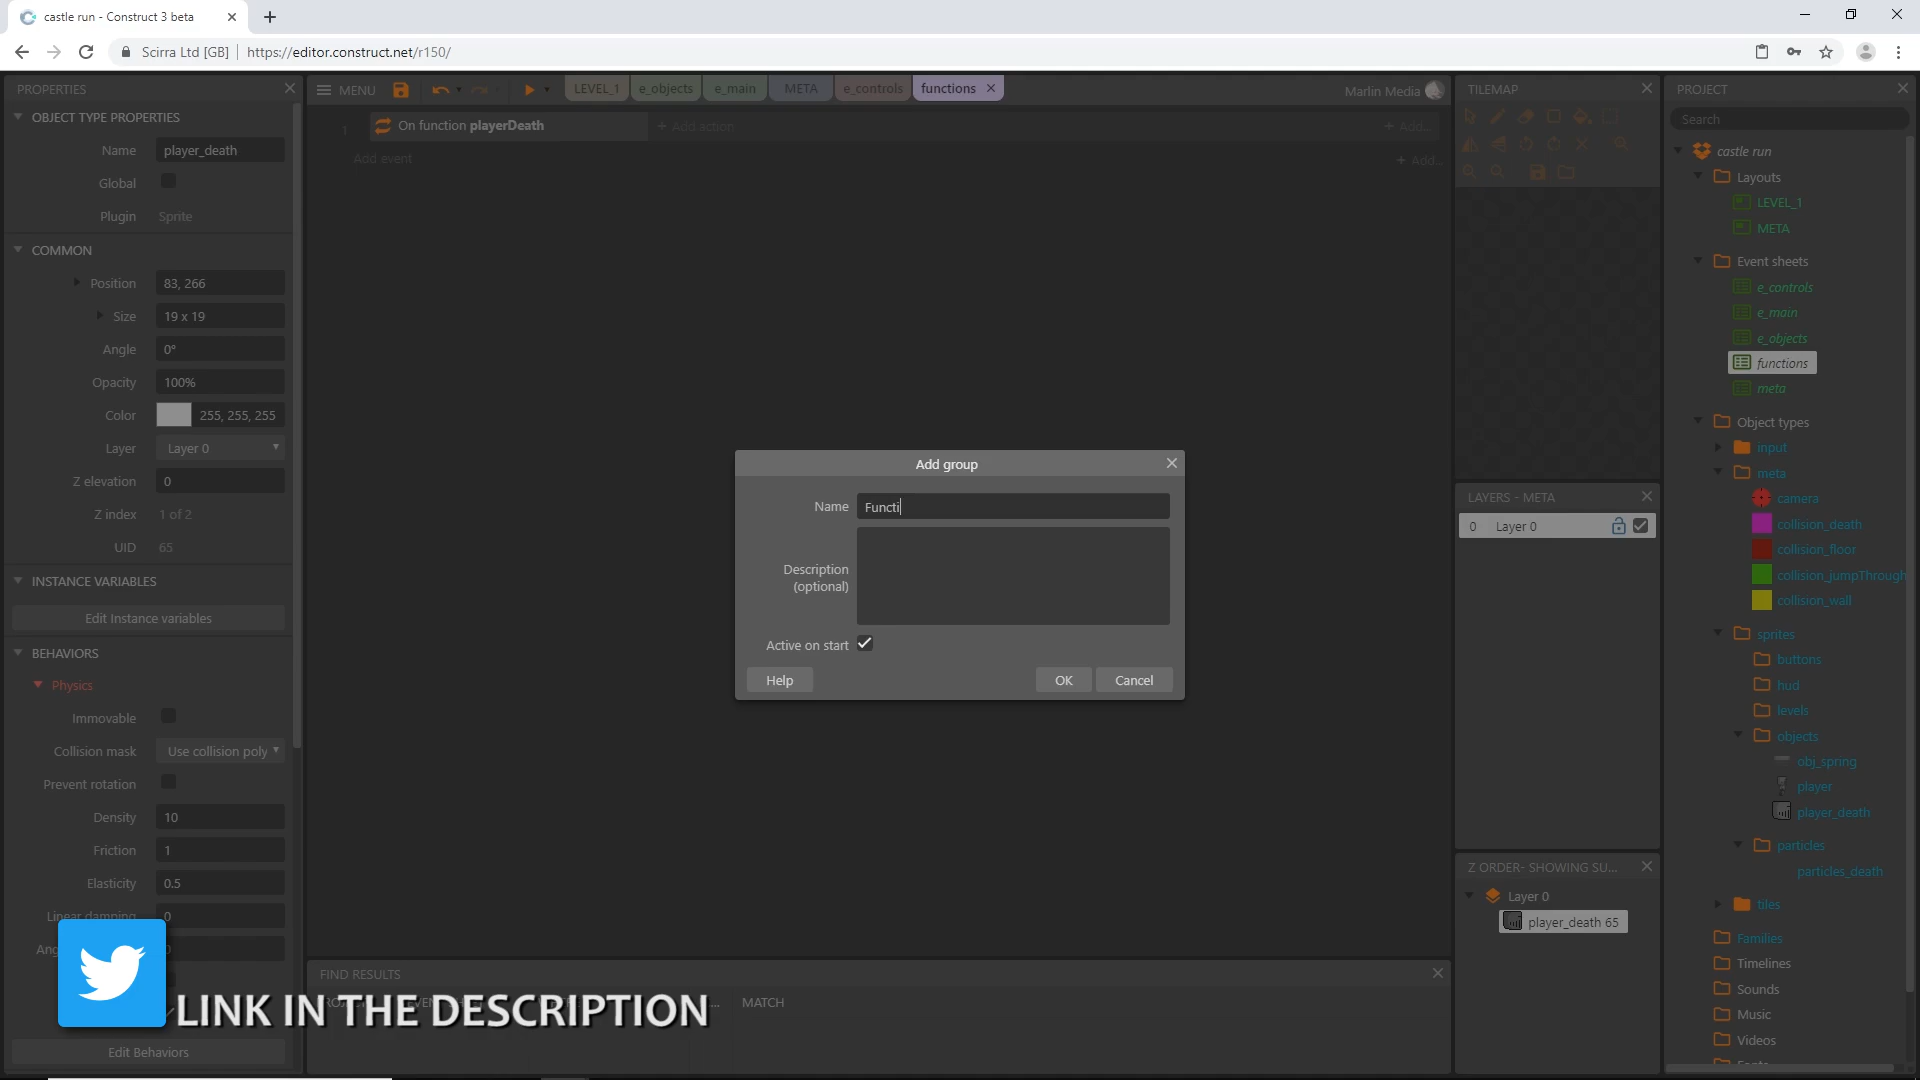 castle run - Construct 3 beta
Scirra Ltd [GB] https://editor.construct.net/r150/
PROPERTIES
OBJECT TYPE PROPERTIES
Name player_death
Global
Plugin Sprite
COMMON
Position 83, 266
Size 19 x 19
Angle 0°
Opacity 100%
Color 255, 255, 255
Layer Layer 0
Z elevation 0
Z index 1 of 2
UID 65
INSTANCE VARIABLES
Edit Instance variables
BEHAVIORS
Physics
Immovable
Collision mask Use collision poly
Prevent rotation
Density 10
Friction 1
Elasticity 0.5
Linear damping 0
Edit Behaviors
MENU
LEVEL_1
e_objects
e_main
META
e_controls
functions
Marlin Media
1 On function playerDeath
+ Add action
+ Add...
Add event
+ Add...
Add group
Name Functi
Description
(optional)
Active on start
Help
OK
Cancel
FIND RESULTS
MATCH
LINK IN THE DESCRIPTION
TILEMAP
LAYERS - META
0 Layer 0
Z ORDER- SHOWING SU...
Layer 0
player_death 65
PROJECT
Search
castle run
Layouts
LEVEL_1
META
Event sheets
e_controls
e_main
e_objects
functions
meta
Object types
input
meta
camera
collision_death
collision_floor
collision_jumpThrough
collision_wall
sprites
buttons
hud
levels
objects
obj_spring
player
player_death
particles
particles_death
tiles
Families
Timelines
Sounds
Music
Videos